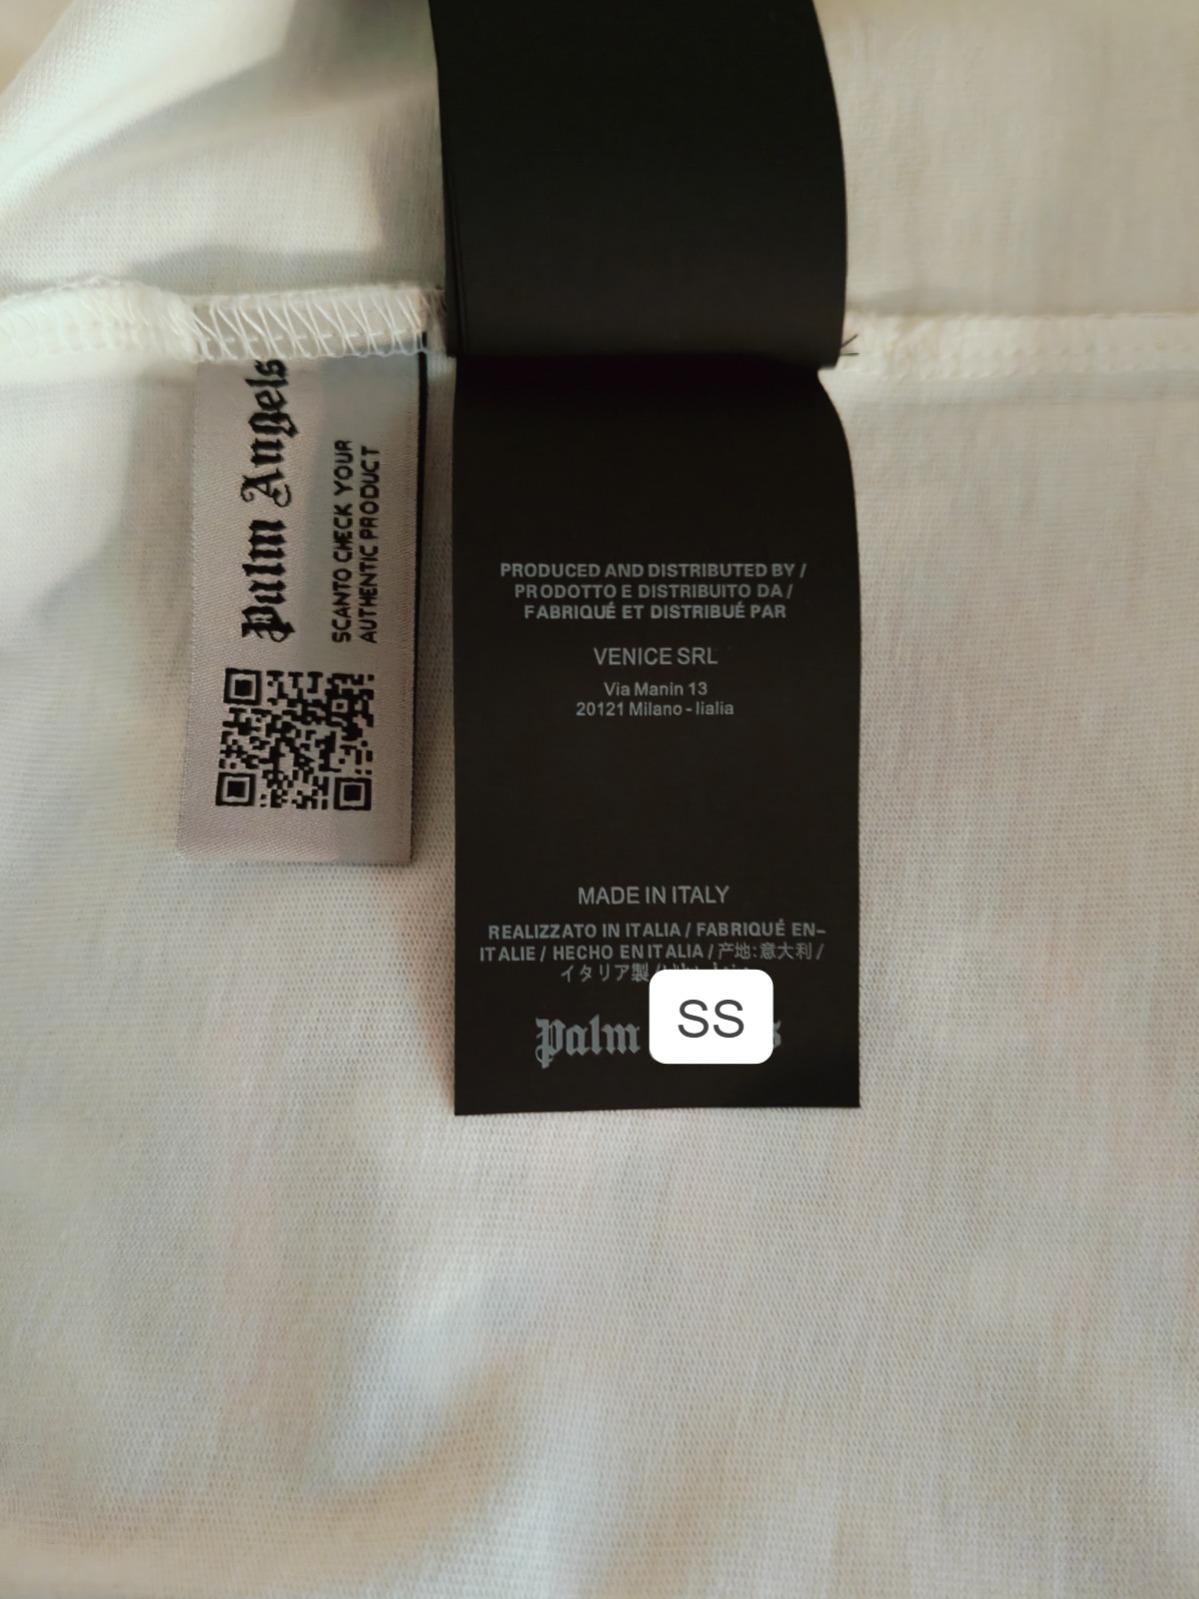 Palm Angels
SCANTO CHECK YOUR
AUTHENTIC PRODUCT
PRODUCED AND DISTRIBUTED BY /
PRODOTTO E DISTRIBUITO DA /
FABRIQUÉ ET DISTRIBUÉ PAR
VENICE SRL
Via Manin 13
20121 Milano - lialia
MADE IN ITALY
REALIZZATO IN ITALIA / FABRIQUÉ EN-
ITALIE / HECHO EN ITALIA / 产地:意大利 /
イタリア製 /
Palm
SS